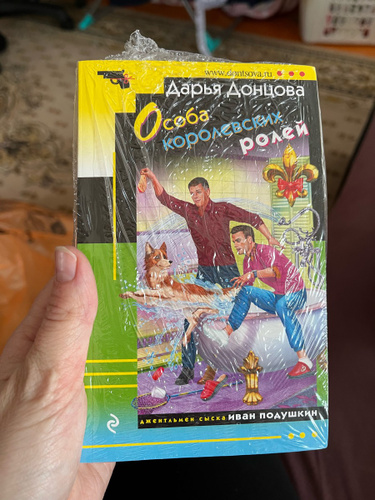 www.dontsova.ru
Дарья Донцова
Особа
королевских
ролей
джентльмен сыска Иван Подушкин